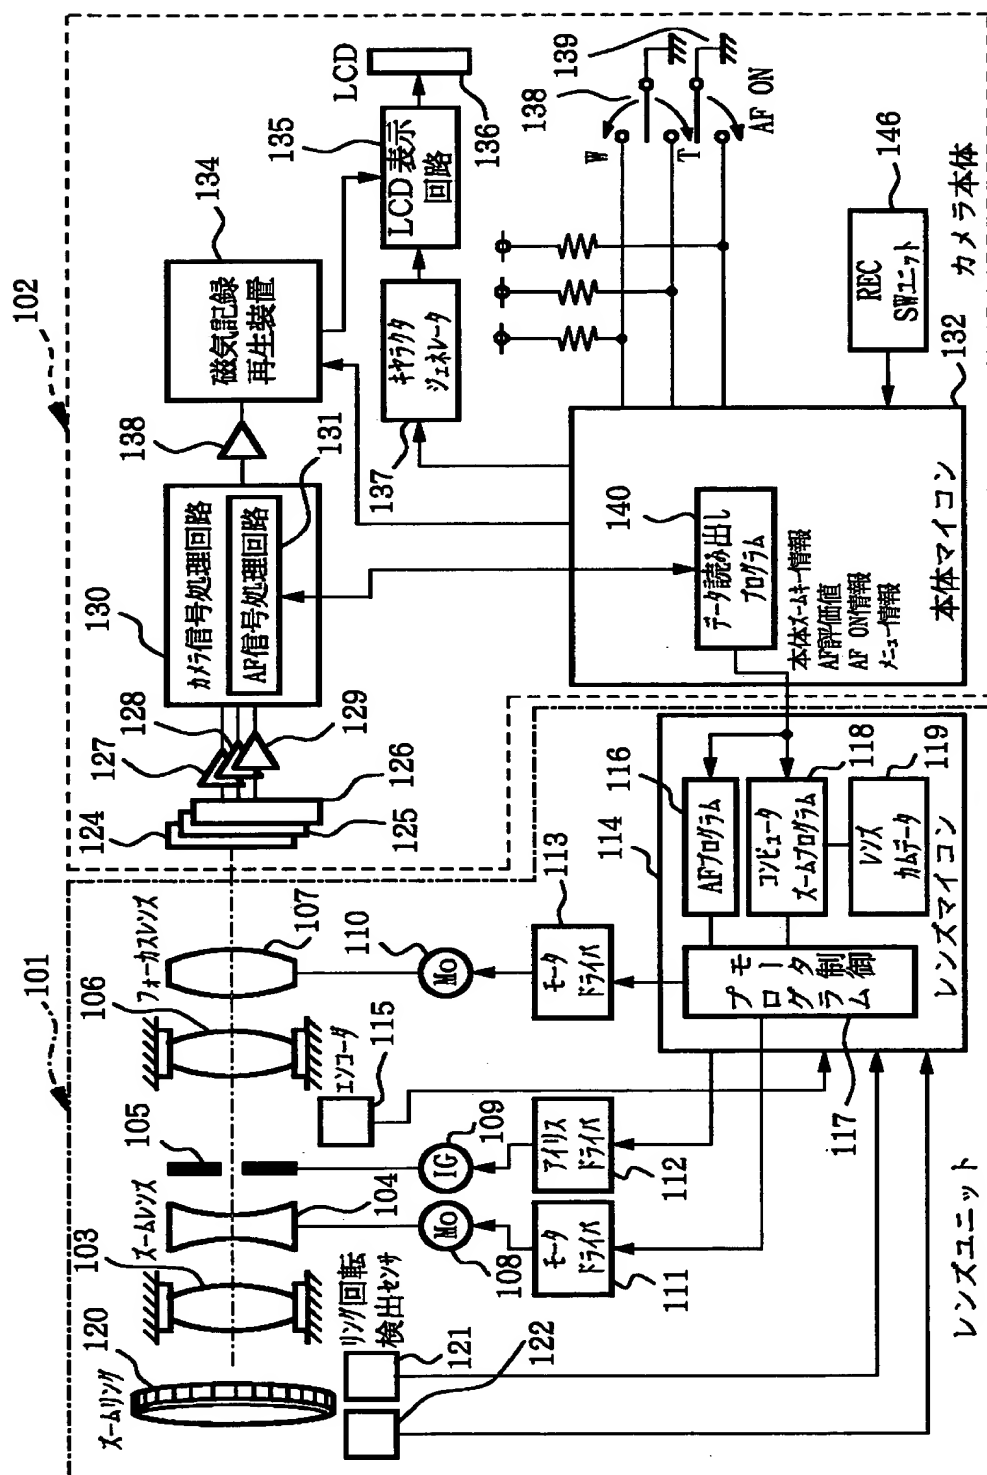 101
102
ズームリング
120
103
ズームレンズ
104
105
106
フォーカスレンズ
107
124
125
126
127
128
129
130
カメラ信号処理回路
AF信号処理回路
131
138
134
磁気記録
再生装置
LCD
135
LCD表示
回路
136
キャラクタ
ジェネレータ
137
リング回転
検出センサ
121
122
Mo
108
IG
109
エンコーダ
115
Mo
110
モータ
ドライバ
111
アイリス
ドライバ
112
モータ
ドライバ
113
114
116
AFプログラム
コンピュータ
ズームプログラム
118
レンズ
カムデータ
119
モータ制御
プログラム
117
レンズマイコン
レンズユニット
140
データ読み出し
プログラム
本体ズームキー情報
AF評価値
AF ON情報
メニュー情報
本体マイコン
132
W
T
138
139
AF ON
REC
SWユニット
146
カメラ本体